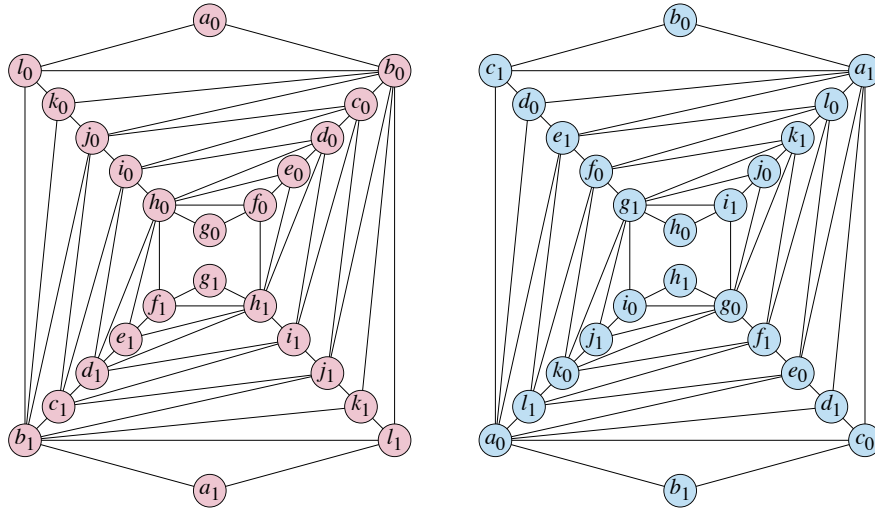 a0 b0
l0 b0 c1 a1
k0 c0 d0 l0
j0 d0 e1 k1
i0 e0 f0 j0
h0 f0 g1 i1
g0 h0
g1 h1
f1 h1 i0 g0
e1 i1 j1 f1
d1 j1 k0 e0
c1 k1 l1 d1
b1 l1 a0 c0
a1 b1